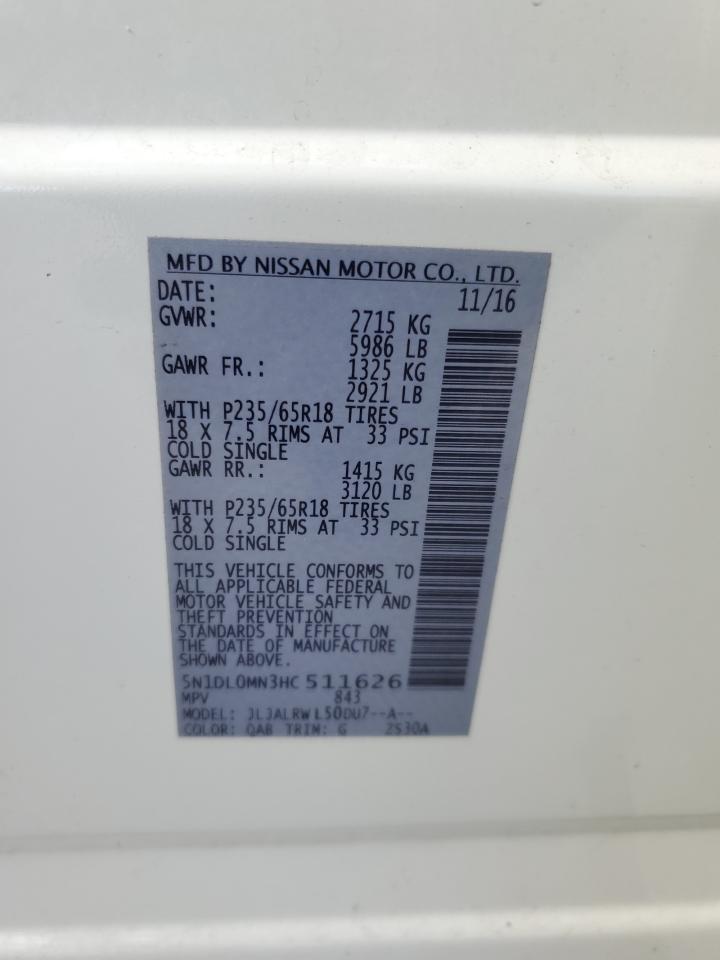 MFD BY NISSAN MOTOR CO., LTD.
DATE: 11/16
GVWR: 2715 KG
5986 LB
GAWR FR.: 1325 KG
2921 LB
WITH P235/65R18 TIRES
18 X 7.5 RIMS AT 33 PSI
COLD SINGLE
GAWR RR.: 1415 KG
3120 LB
WITH P235/65R18 TIRES
18 X 7.5 RIMS AT 33 PSI
COLD SINGLE
THIS VEHICLE CONFORMS TO
ALL APPLICABLE FEDERAL
MOTOR VEHICLE SAFETY AND
THEFT PREVENTION
STANDARDS IN EFFECT ON
THE DATE OF MANUFACTURE
SHOWN ABOVE.
5N1DL0MN3HC 511626
MPV 843
MODEL: JLJALRW L50DU7--A--
COLOR: QAB TRIM: G 2S30A